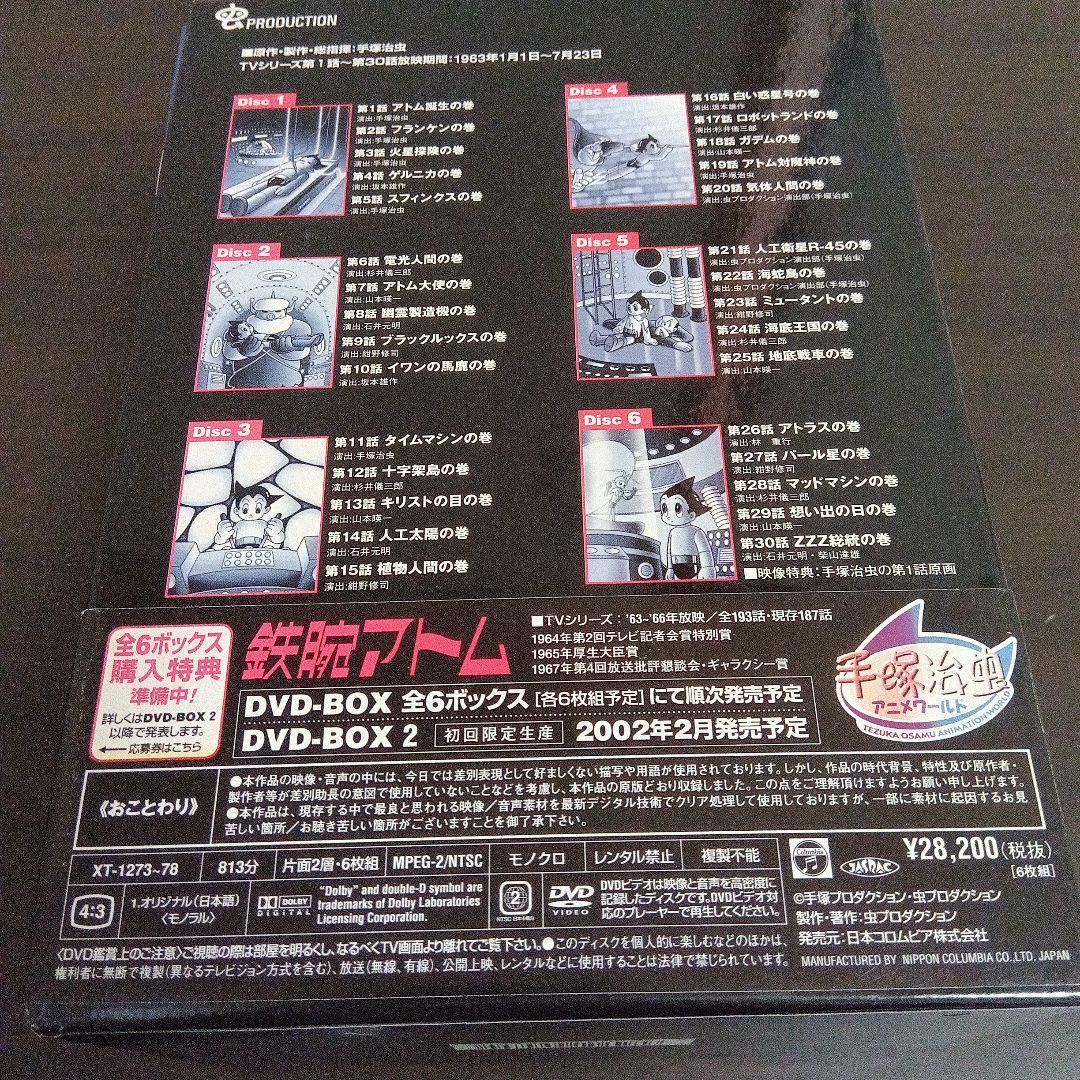 虫 PRODUCTION
■原作・製作・総指揮:手塚治虫
TVシリーズ第1話〜第30話放映期間:1963年1月1日〜7月23日
Disc 1
第1話 アトム誕生の巻
演出:手塚治虫
第2話 フランケンの巻
演出:手塚治虫
第3話 火星探険の巻
演出:手塚治虫
第4話 ゲルニカの巻
演出:坂本雄作
第5話 スフィンクスの巻
演出:手塚治虫
Disc 2
第6話 電光人間の巻
演出:杉井儀三郎
第7話 アトム大使の巻
演出:山本暎一
第8話 幽霊製造機の巻
演出:石井元明
第9話 ブラックルックスの巻
演出:紺野修司
第10話 イワンの馬鹿の巻
演出:坂本雄作
Disc 3
第11話 タイムマシンの巻
演出:手塚治虫
第12話 十字架島の巻
演出:杉井儀三郎
第13話 キリストの目の巻
演出:山本暎一
第14話 人工太陽の巻
演出:石井元明
第15話 植物人間の巻
演出:紺野修司
Disc 4
第16話 白い惑星号の巻
演出:坂本雄作
第17話 ロボットランドの巻
演出:杉井儀三郎
第18話 ガデムの巻
演出:山本暎一
第19話 アトム対魔神の巻
演出:手塚治虫
第20話 気体人間の巻
演出:虫プロダクション演出部(手塚治虫)
Disc 5
第21話 人工衛星R-45の巻
演出:虫プロダクション演出部(手塚治虫)
第22話 海蛇島の巻
演出:虫プロダクション演出部(手塚治虫)
第23話 ミュータントの巻
演出:紺野修司
第24話 海底王国の巻
演出:杉井儀三郎
第25話 地底戦車の巻
演出:山本暎一
Disc 6
第26話 アトラスの巻
演出:林 重行
第27話 バール星の巻
演出:紺野修司
第28話 マッドマシンの巻
演出:杉井儀三郎
第29話 想い出の日の巻
演出:山本暎一
第30話 ZZZ総統の巻
演出:石井元明・柴山達雄
■映像特典:手塚治虫の第1話原画
全6ボックス
購入特典
準備中!
詳しくはDVD-BOX 2
以降で発表します。
応募券はこちら
鉄腕アトム
■TVシリーズ:'63-'66年放映/全193話・現存187話
1964年第2回テレビ記者会賞特別賞
1965年厚生大臣賞
1967年第4回放送批評懇談会・ギャラクシー賞
DVD-BOX 全6ボックス [各6枚組予定] にて順次発売予定
DVD-BOX 2 初回限定生産 2002年2月発売予定
手塚治虫
アニメワールド
TEZUKA OSAMU ANIMATION WORLD
《おことわり》
●本作品の映像・音声の中には、今日では差別表現として好ましくない描写や用語が使用されております。しかし、作品の時代背景、特性及び原作者・
製作者等が差別助長の意図で使用していないことなどを考慮し、本作品の原版どおり収録しました。この点をご理解頂けますようお願い申し上げます。
●本作品は、現存する中で最良と思われる映像/音声素材を最新デジタル技術でクリア処理して使用しておりますが、一部に素材に起因するお見
苦しい箇所/お聴き苦しい箇所がございますことを御了承下さい。
XT-1273~78 813分 片面2層・6枚組 MPEG-2/NTSC モノクロ レンタル禁止 複製不能
Columbia
JASRAC
¥28,200(税抜)
[6枚組]
4:3
1.オリジナル(日本語)
〈モノラル〉
DOLBY
DIGITAL
"Dolby" and double-D symbol are
trademarks of Dolby Laboratories
Licensing Corporation.
2
NTSC 日本市場向
DVD
VIDEO
DVDビデオは映像と音声を高密度に
記録したディスクです。DVDビデオ対
応のプレーヤーで再生してください。
©手塚プロダクション・虫プロダクション
製作・著作:虫プロダクション
発売元:日本コロムビア株式会社
〈DVD鑑賞上のご注意〉ご視聴の際は部屋を明るくし、なるべくTV画面より離れてご覧下さい。●このディスクを個人的に楽しむなどのほかは、
権利者に無断で複製(異なるテレビジョン方式を含む)、放送(無線、有線)、公開上映、レンタルなどに使用することは法律で禁じられています。
MANUFACTURED BY NIPPON COLUMBIA CO.,LTD. JAPAN